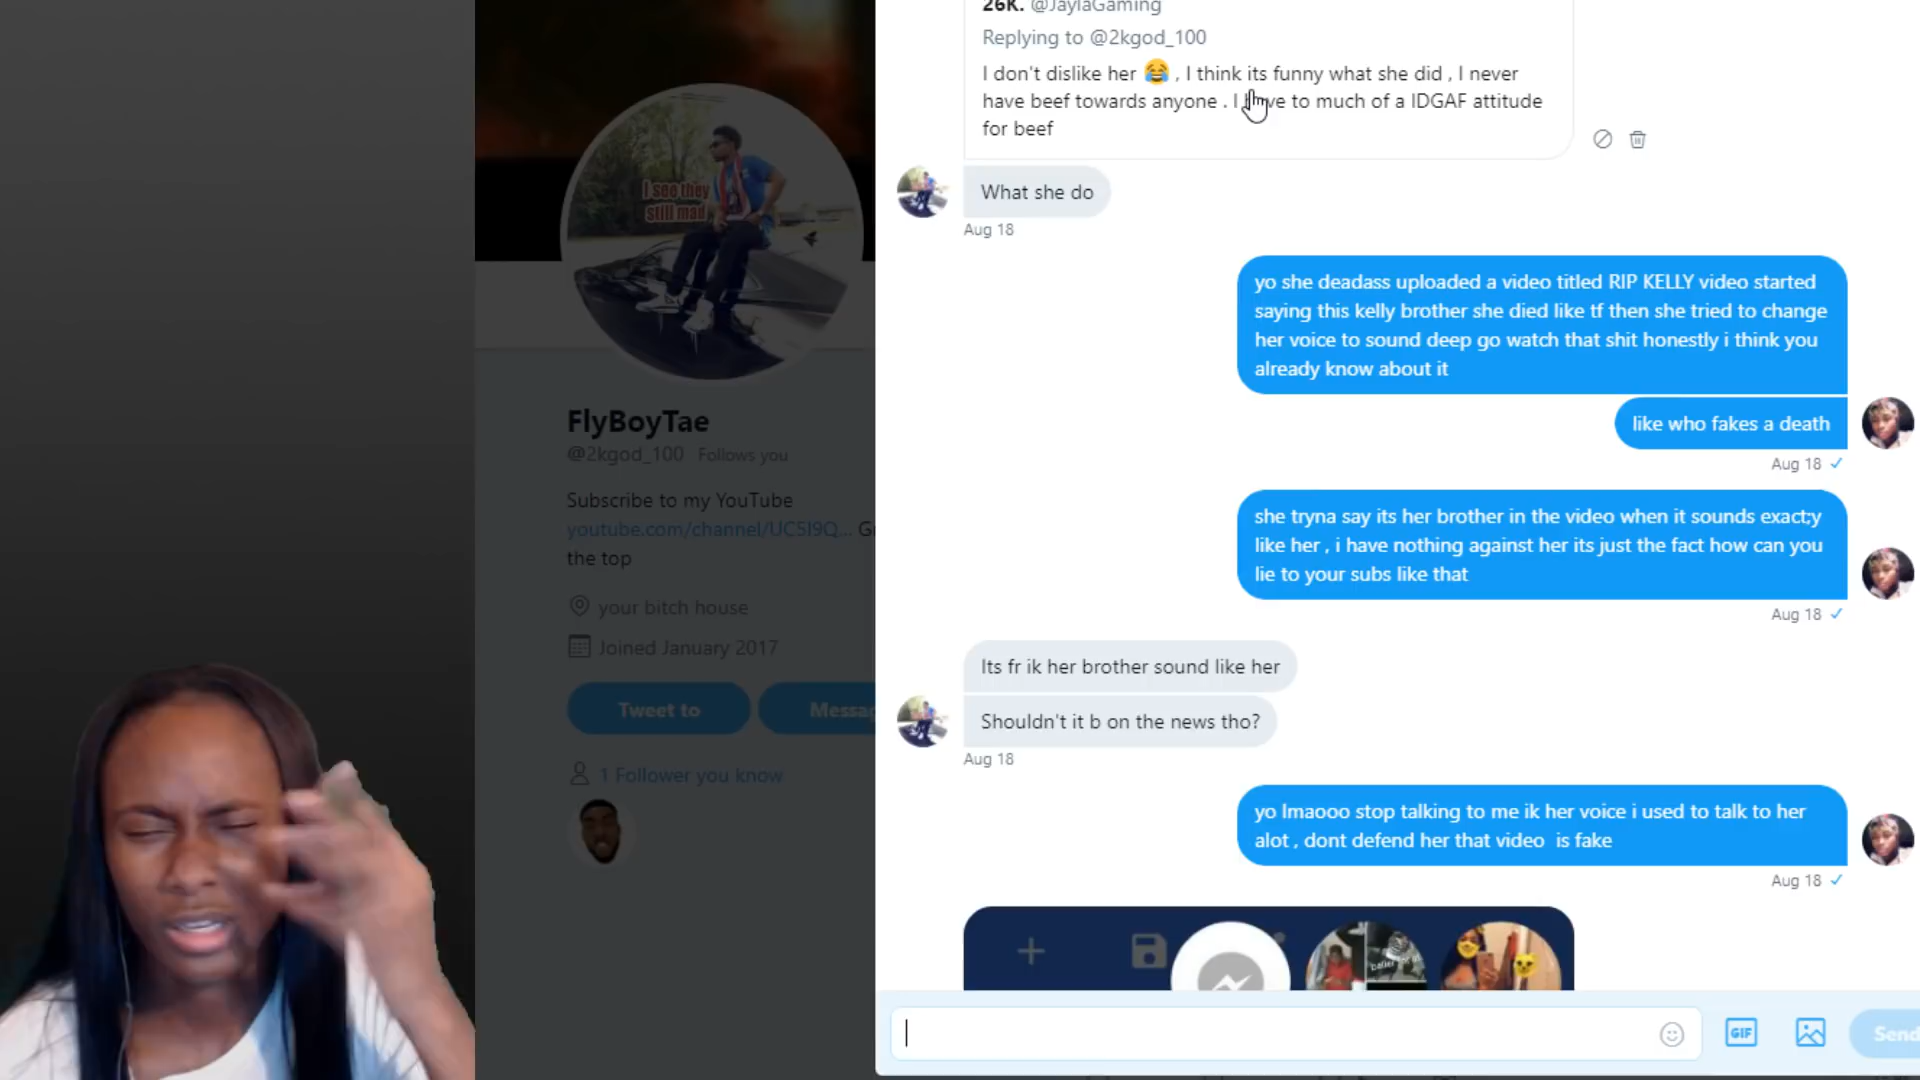 26K. @JaylaGaming
Replying to @2kgod_100
I don't dislike her 😂 , I think its funny what she did , I never
have beef towards anyone . I have to much of a IDGAF attitude
for beef
What she do
Aug 18
yo she deadass uploaded a video titled RIP KELLY video started
saying this kelly brother she died like tf then she tried to change
her voice to sound deep go watch that shit honestly i think you
already know about it
like who fakes a death
Aug 18
she tryna say its her brother in the video when it sounds exact;y
like her , i have nothing against her its just the fact how can you
lie to your subs like that
Aug 18
Its fr ik her brother sound like her
Shouldn't it b on the news tho?
Aug 18
yo lmaooo stop talking to me ik her voice i used to talk to her
alot , dont defend her that video is fake
Aug 18
GIF
Send
I see they
still mad
FlyBoyTae
@2kgod_100 Follows you
Subscribe to my YouTube
youtube.com/channel/UC5I9Q... G
the top
your bitch house
Joined January 2017
Tweet to
Messa
1 Follower you know